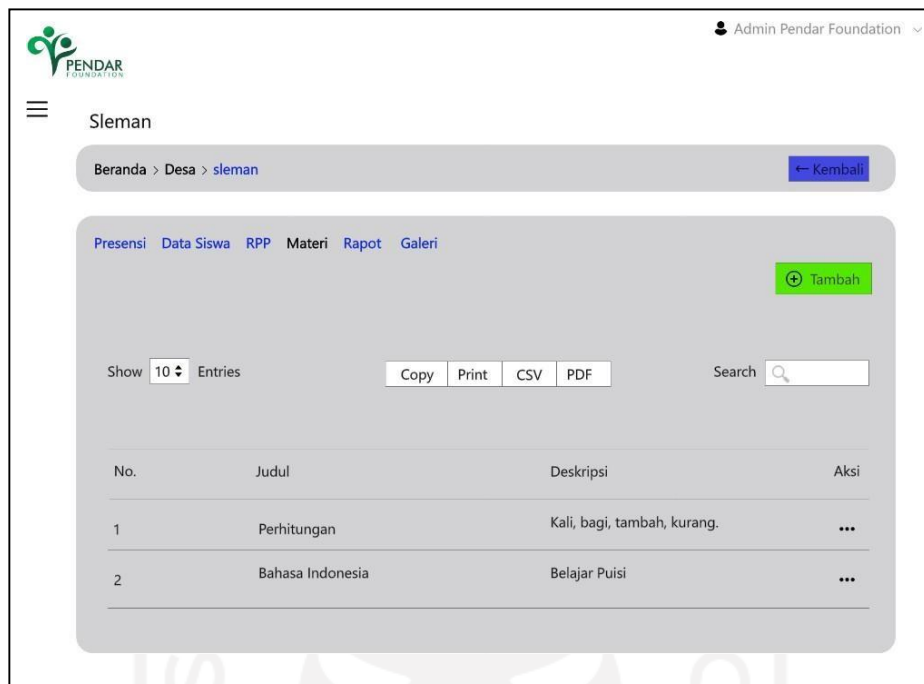 Admin Pendar Foundation
PENDAR
FOUNDATION
Sleman
Beranda > Desa > sleman
← Kembali
Presensi Data Siswa RPP Materi Rapot Galeri
Tambah
Show 10 Entries Copy Print CSV PDF Search
No. Judul Deskripsi Aksi
1 Perhitungan Kali, bagi, tambah, kurang. •••
2 Bahasa Indonesia Belajar Puisi •••